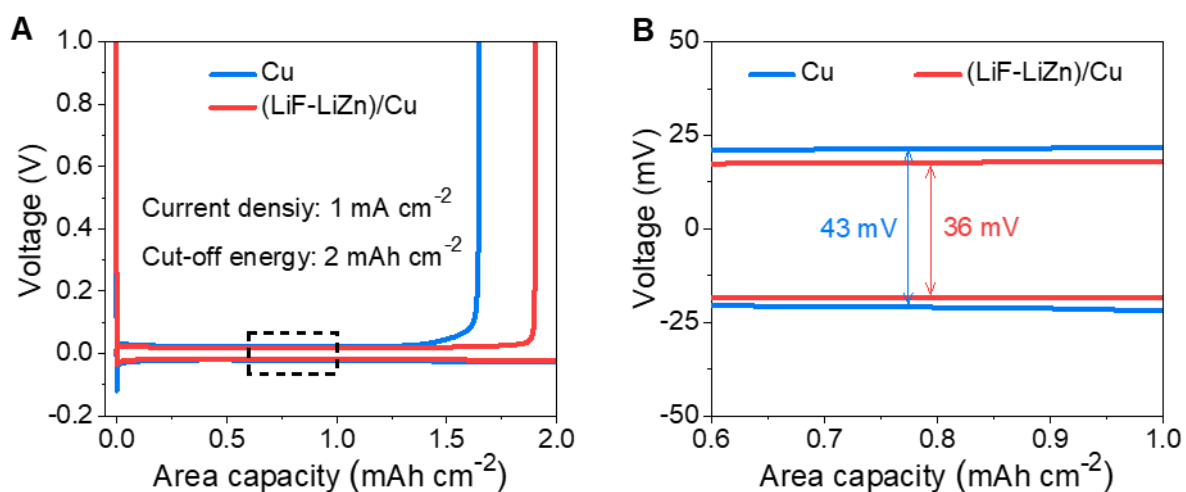 A
Voltage (V)
1.0
0.8
0.6
0.4
0.2
0.0
-0.2
Cu
(LiF-LiZn)/Cu
Current densiy: 1 mA cm⁻²
Cut-off energy: 2 mAh cm⁻²
0.0 0.5 1.0 1.5 2.0
Area capacity (mAh cm⁻²)
B
Voltage (mV)
50
25
0
-25
-50
Cu (LiF-LiZn)/Cu
43 mV 36 mV
0.6 0.7 0.8 0.9 1.0
Area capacity (mAh cm⁻²)